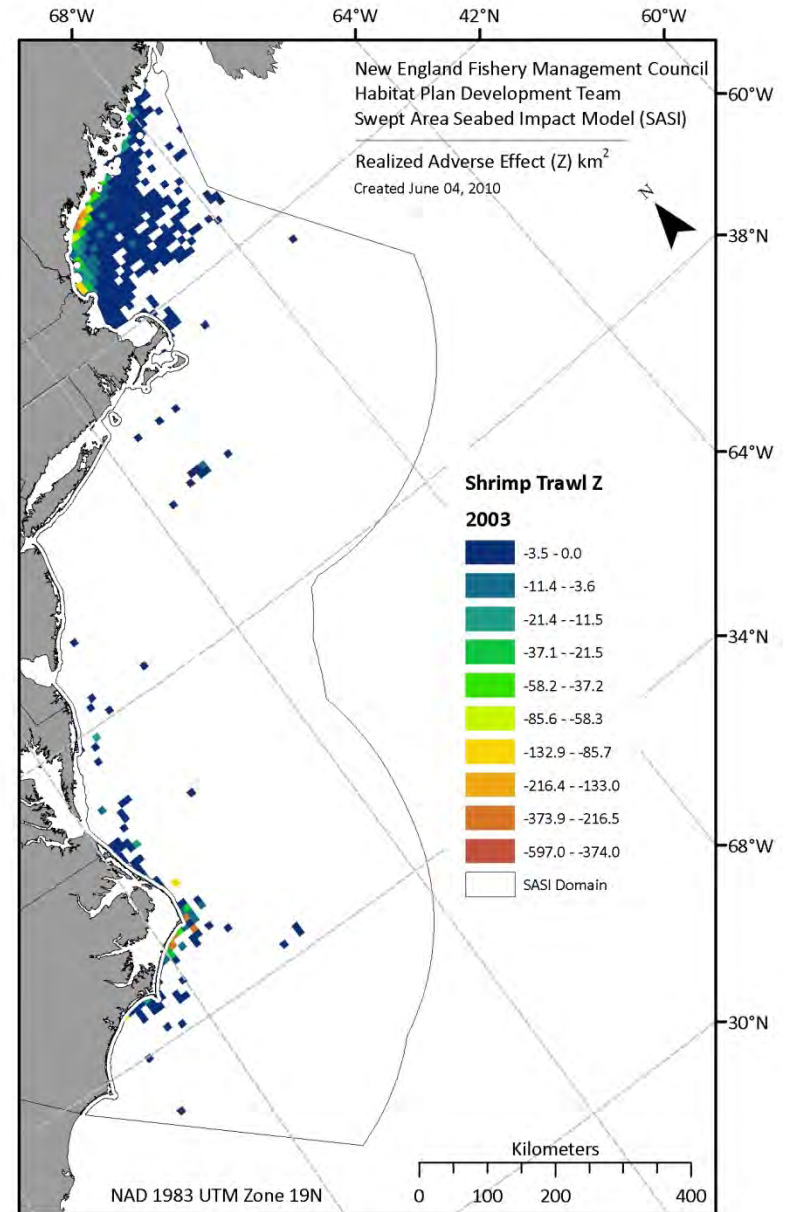 68°W 64°W 42°N 60°W
New England Fishery Management Council
Habitat Plan Development Team
Swept Area Seabed Impact Model (SASI)
Realized Adverse Effect (Z) km²
Created June 04, 2010
60°W
N
38°N
64°W
Shrimp Trawl Z
2003
-3.5 - 0.0
-11.4 - -3.6
-21.4 - -11.5
34°N
-37.1 - -21.5
-58.2 - -37.2
-85.6 - -58.3
-132.9 - -85.7
-216.4 - -133.0
-373.9 - -216.5
68°W
-597.0 - -374.0
SASI Domain
30°N
Kilometers
NAD 1983 UTM Zone 19N
0 100 200 400